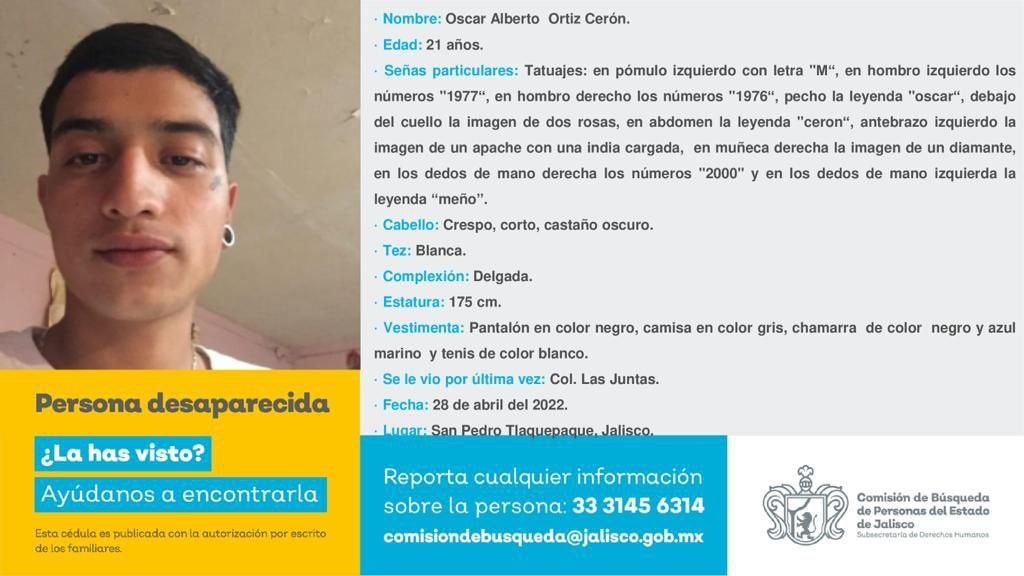 · Nombre: Oscar Alberto  Ortiz Cerón.
· Edad: 21 años.
· Señas particulares: Tatuajes: en pómulo izquierdo con letra "M“, en hombro izquierdo los
números "1977“, en hombro derecho los números "1976“, pecho la leyenda "oscar“, debajo
del cuello la imagen de dos rosas, en abdomen la leyenda "ceron“, antebrazo izquierdo la
imagen de un apache con una india cargada,  en muñeca derecha la imagen de un diamante,
en los dedos de mano derecha los números "2000" y en los dedos de mano izquierda la
leyenda “meño”.
· Cabello: Crespo, corto, castaño oscuro.
· Tez: Blanca.
· Complexión: Delgada.
· Estatura: 175 cm.
· Vestimenta: Pantalón en color negro, camisa en color gris, chamarra  de color  negro y azul
marino  y tenis de color blanco.
· Se le vio por última vez: Col. Las Juntas.
· Fecha: 28 de abril del 2022.
· Lugar: San Pedro Tlaquepaque, Jalisco.
Persona desaparecida
¿La has visto?
Ayúdanos a encontrarla
Esta cédula es publicada con la autorización por escrito
de los familiares.
Reporta cualquier información
sobre la persona: 33 3145 6314
comisiondebusqueda@jalisco.gob.mx
Comisión de Búsqueda
de Personas del Estado
de Jalisco
Subsecretaría de Derechos Humanos